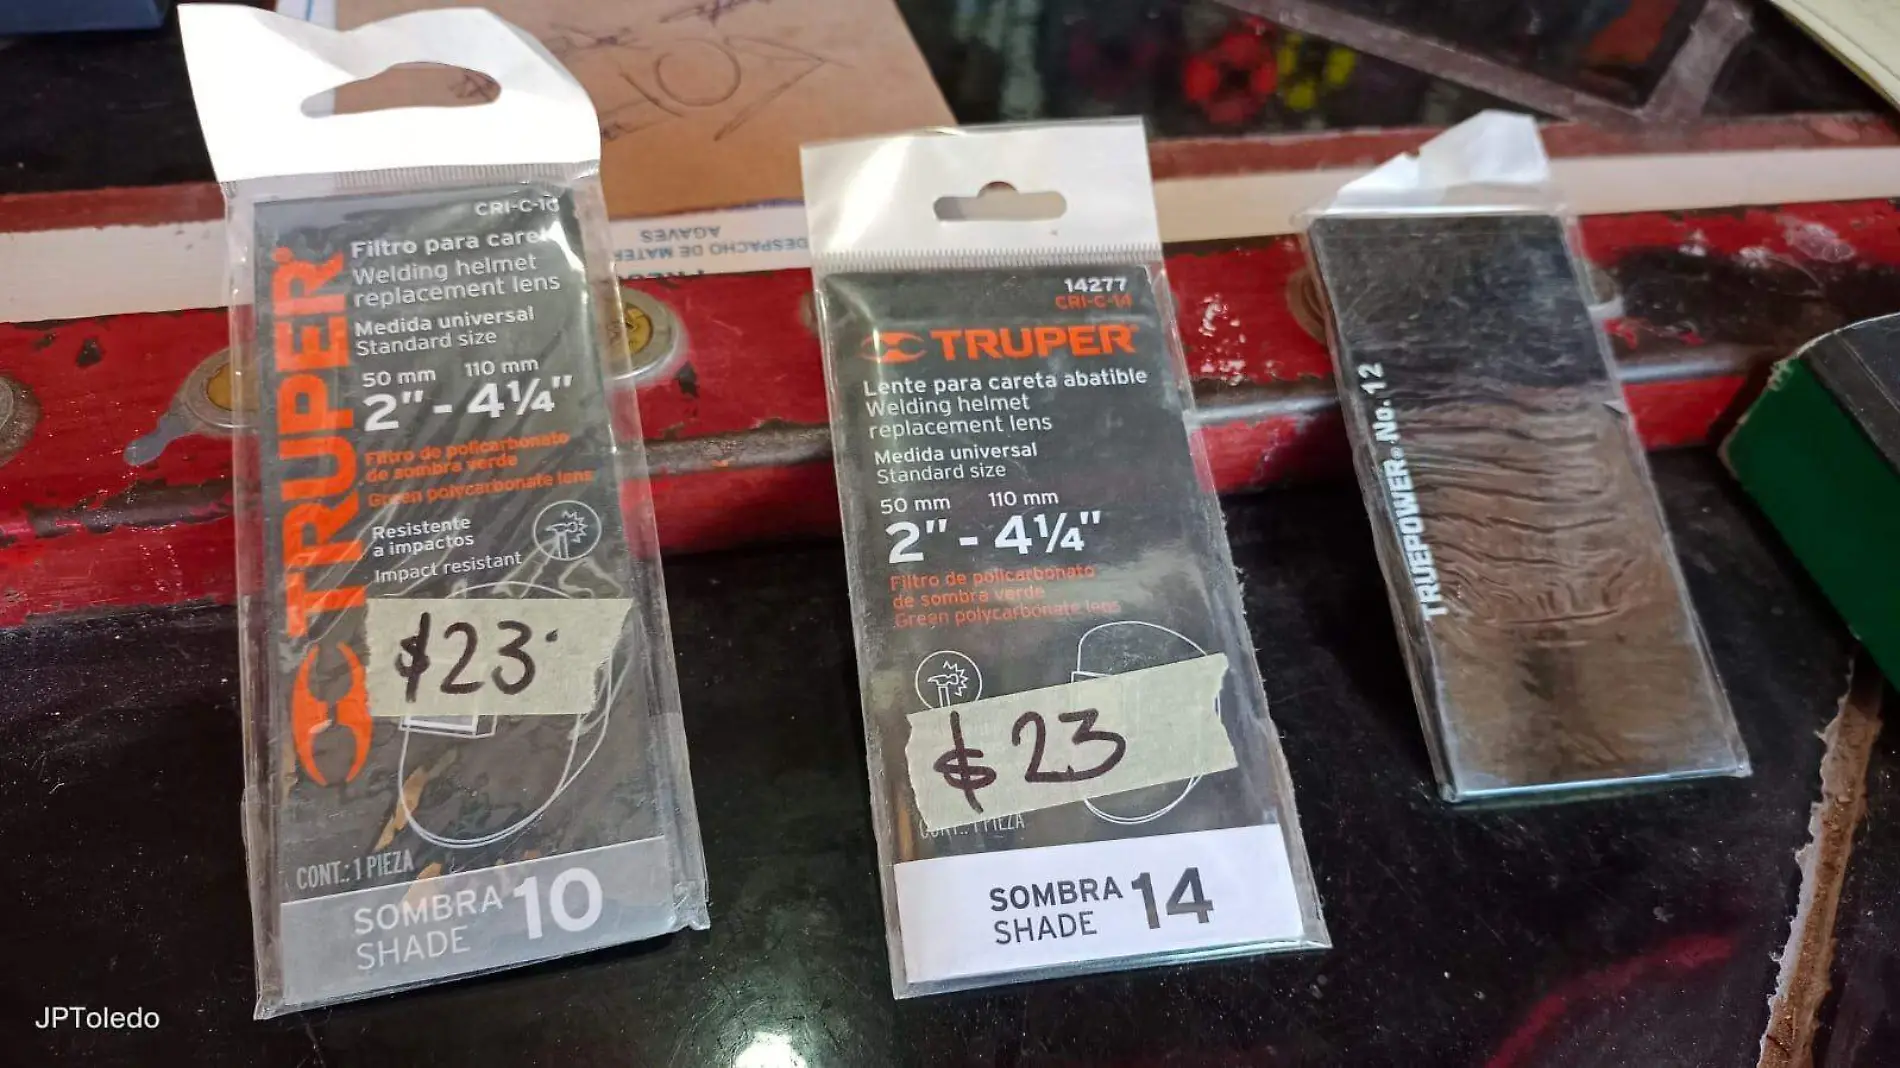 CRI-C-10
TRUPER®
Filtro para caret
Welding helmet
replacement lens
Medida universal
Standard size
50 mm 110 mm
2" - 4¼"
Filtro de policarbonato
de sombra verde
Green polycarbonate lens
Resistente
a impactos
Impact resistant
$23.
CONT.: 1 PIEZA
SOMBRA 10
SHADE
14277
CRI-C-14
TRUPER®
Lente para careta abatible
Welding helmet
replacement lens
Medida universal
Standard size
50 mm 110 mm
2" - 4¼"
Filtro de policarbonato
de sombra verde
Green polycarbonate lens
$23
CONT.: 1 PIEZA
SOMBRA 14
SHADE
TRUEPOWER® No. 12
DESPACHO DE MATER
AGAVES
JPToledo